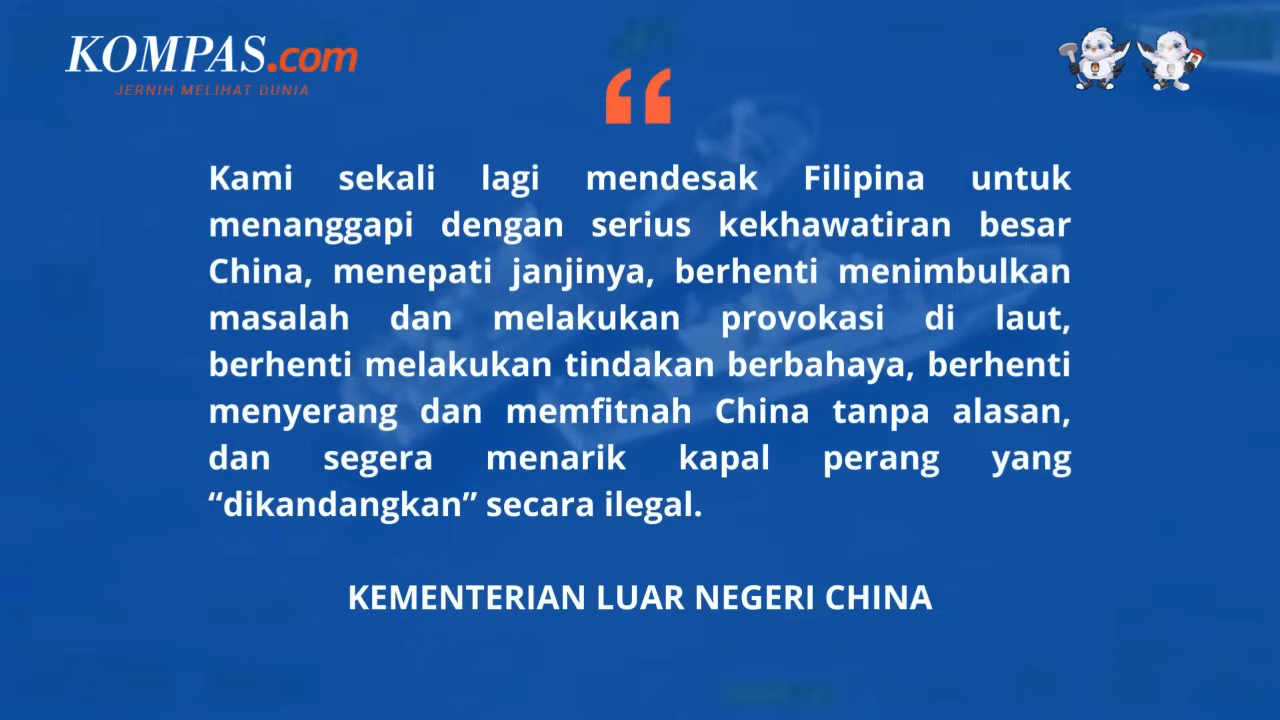 KOMPAS.com
JERNIH MELIHAT DUNIA
“
Kami sekali lagi mendesak Filipina untuk
menanggapi dengan serius kekhawatiran besar
China, menepati janjinya, berhenti menimbulkan
masalah dan melakukan provokasi di laut,
berhenti melakukan tindakan berbahaya, berhenti
menyerang dan memfitnah China tanpa alasan,
dan segera menarik kapal perang yang
“dikandangkan” secara ilegal.
KEMENTERIAN LUAR NEGERI CHINA